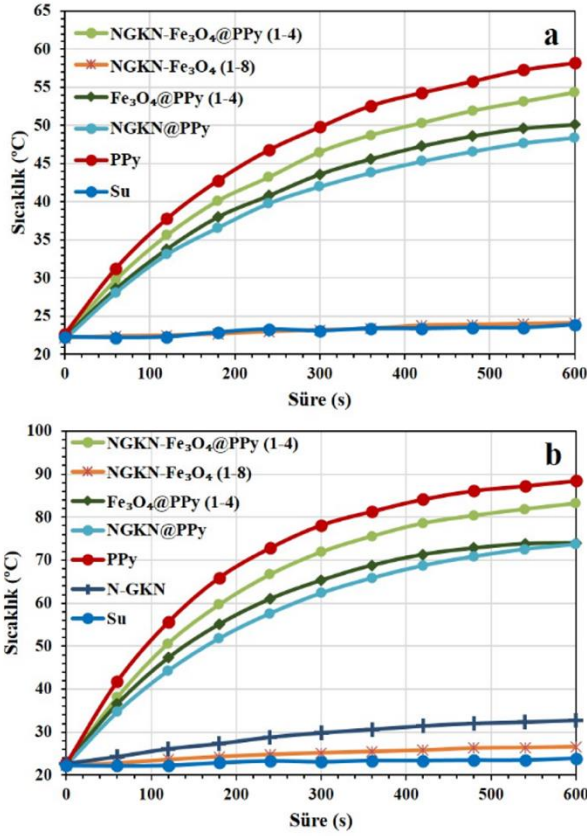 65
60
55
50
45
40
35
30
25
20
Sıcaklık (ºC)
NGKN-Fe₃O₄@PPy (1-4)
NGKN-Fe₃O₄ (1-8)
Fe₃O₄@PPy (1-4)
NGKN@PPy
PPy
Su
a
0 100 200 300 400 500 600
Süre (s)
100
90
80
70
60
50
40
30
20
Sıcaklık (ºC)
NGKN-Fe₃O₄@PPy (1-4)
NGKN-Fe₃O₄ (1-8)
Fe₃O₄@PPy (1-4)
NGKN@PPy
PPy
N-GKN
Su
b
0 100 200 300 400 500 600
Süre (s)